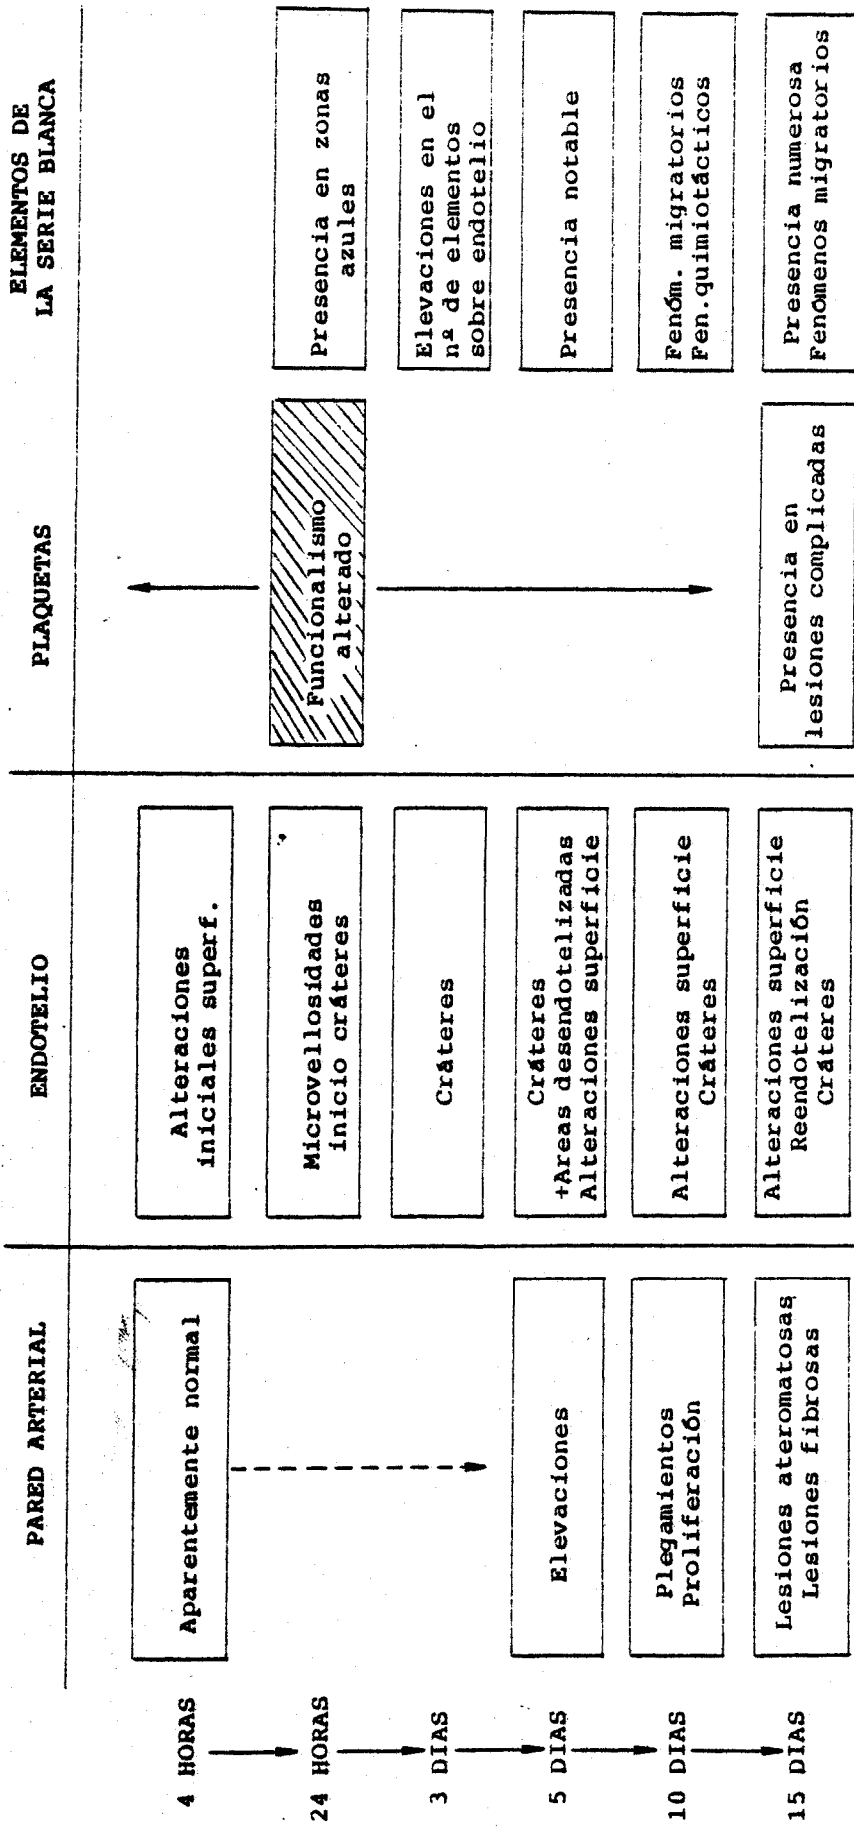 PARED ARTERIAL
ENDOTELIO
PLAQUETAS
ELEMENTOS DE
LA SERIE BLANCA
4 HORAS
Aparentemente normal
Alteraciones
iniciales superf.
24 HORAS
Microvellosidades
inicio cráteres
Funcionalismo
alterado
Presencia en zonas
azules
3 DIAS
Cráteres
Elevaciones en el
nº de elementos
sobre endotelio
5 DIAS
Elevaciones
Cráteres
+Areas desendotelizadas
Alteraciones superficie
Presencia notable
10 DIAS
Plegamientos
Proliferación
Alteraciones superficie
Cráteres
Fenóm. migratorios
Fen.quimiotácticos
15 DIAS
Lesiones ateromatosas
Lesiones fibrosas
Alteraciones superficie
Reendotelización
Cráteres
Presencia en
lesiones complicadas
Presencia numerosa
Fenómenos migratorios